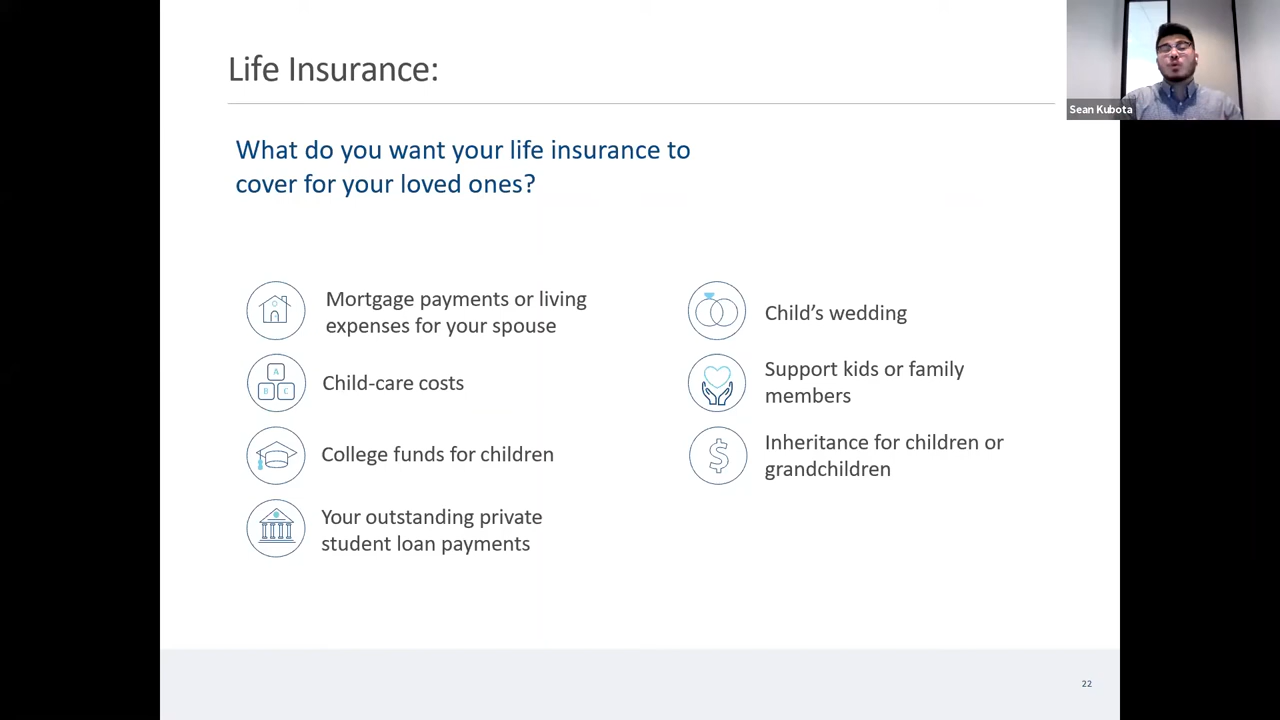 Life Insurance:
Sean Kubota
What do you want your life insurance to
cover for your loved ones?
Mortgage payments or living
expenses for your spouse
A
B C
Child-care costs
College funds for children
Your outstanding private
student loan payments
Child’s wedding
Support kids or family
members
$
Inheritance for children or
grandchildren
22